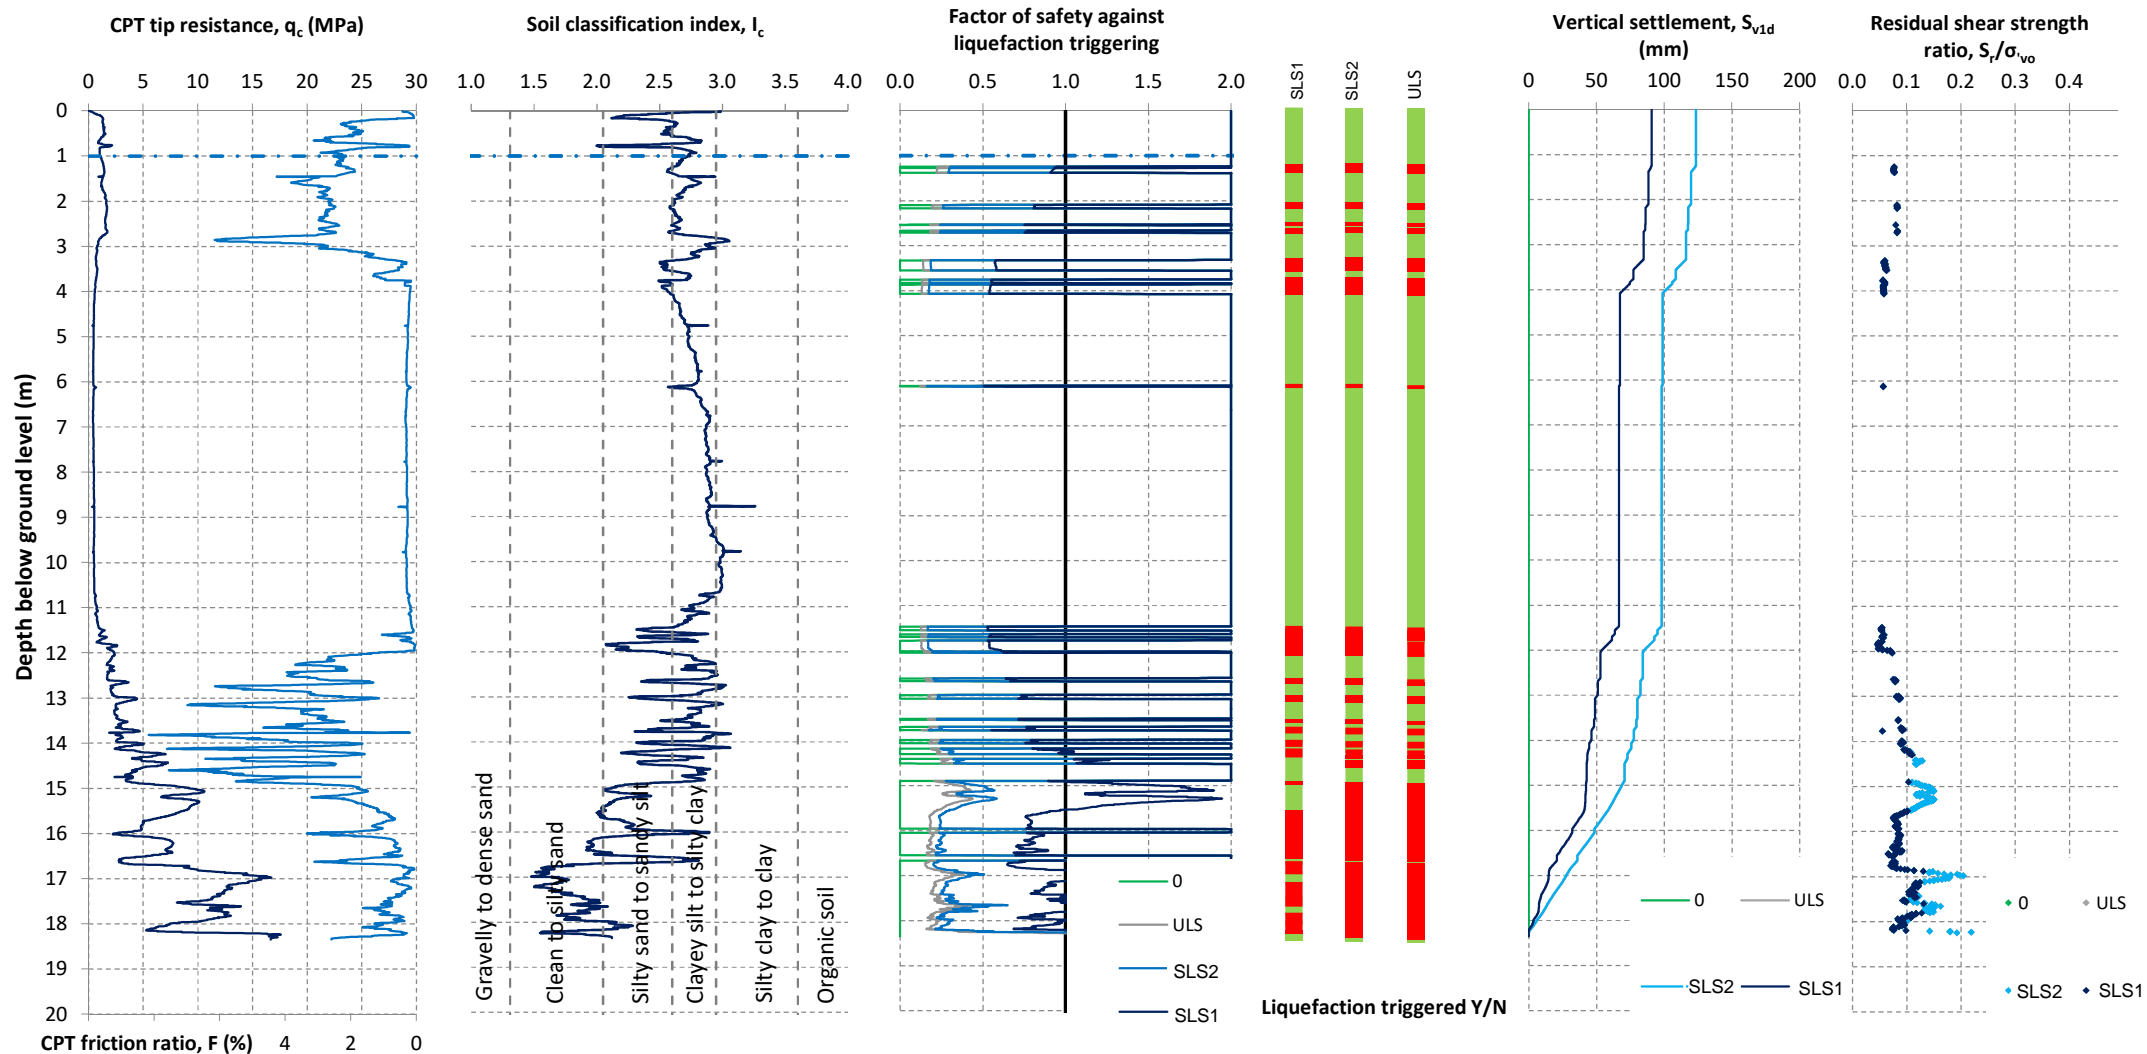 CPT tip resistance, qc (MPa)
0 5 10 15 20 25 30
Soil classification index, Ic
1.0 1.5 2.0 2.5 3.0 3.5 4.0
Factor of safety against
liquefaction triggering
0.0 0.5 1.0 1.5 2.0
SLS1
SLS2
ULS
Vertical settlement, Sv1d
(mm)
0 50 100 150 200
Residual shear strength
ratio, Sr/σ'vo
0.0 0.1 0.2 0.3 0.4
Depth below ground level (m)
0
1
2
3
4
5
6
7
8
9
10
11
12
13
14
15
16
17
18
19
20
CPT friction ratio, F (%) 4 2 0
Gravelly to dense sand
Clean to silty sand
Silty sand to sandy silt
Clayey silt to silty clay
Silty clay to clay
Organic soil
0
ULS
SLS2
SLS1
Liquefaction triggered Y/N
0 ULS
SLS2 SLS1
0 ULS
SLS2 SLS1